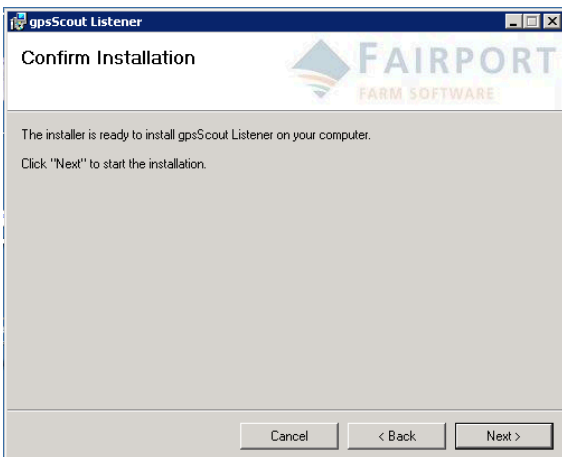 gpsScout Listener
Confirm Installation
FAIRPORT
FARM SOFTWARE
The installer is ready to install gpsScout Listener on your computer.
Click "Next" to start the installation.
Cancel
< Back
Next >